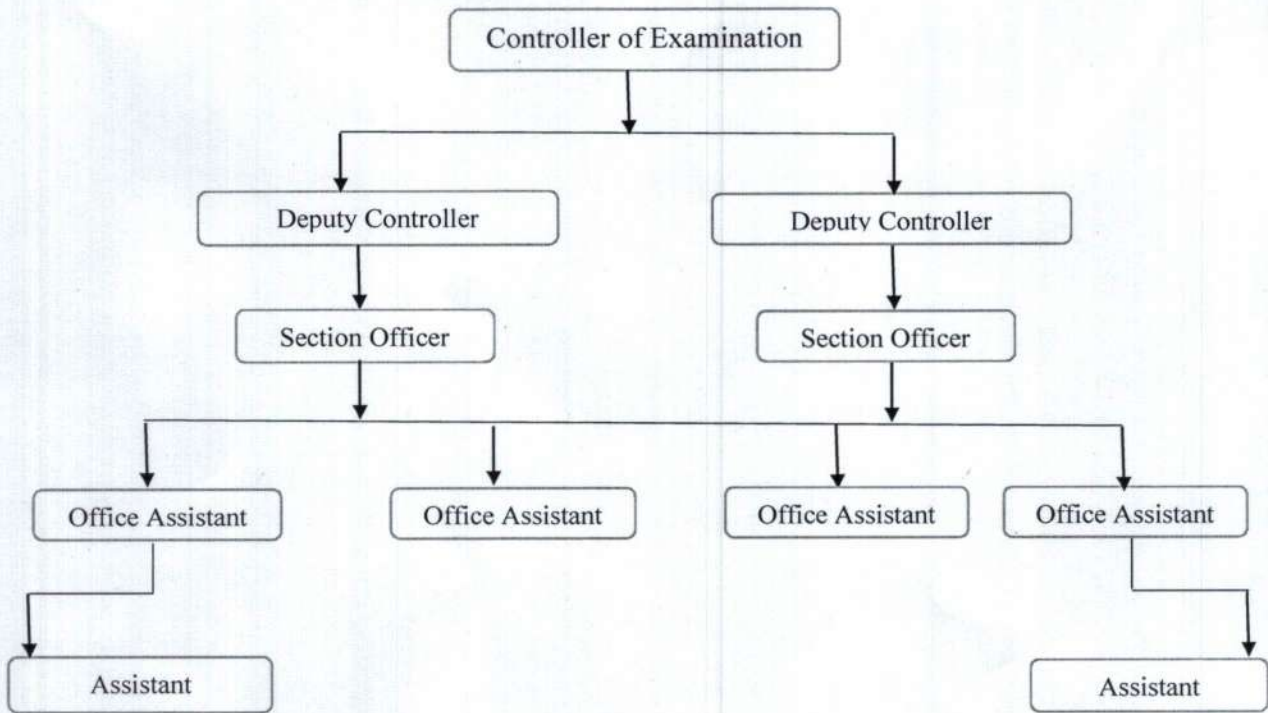 Controller of Examination
Deputy Controller
Deputy Controller
Section Officer
Section Officer
Office Assistant
Office Assistant
Office Assistant
Office Assistant
Assistant
Assistant